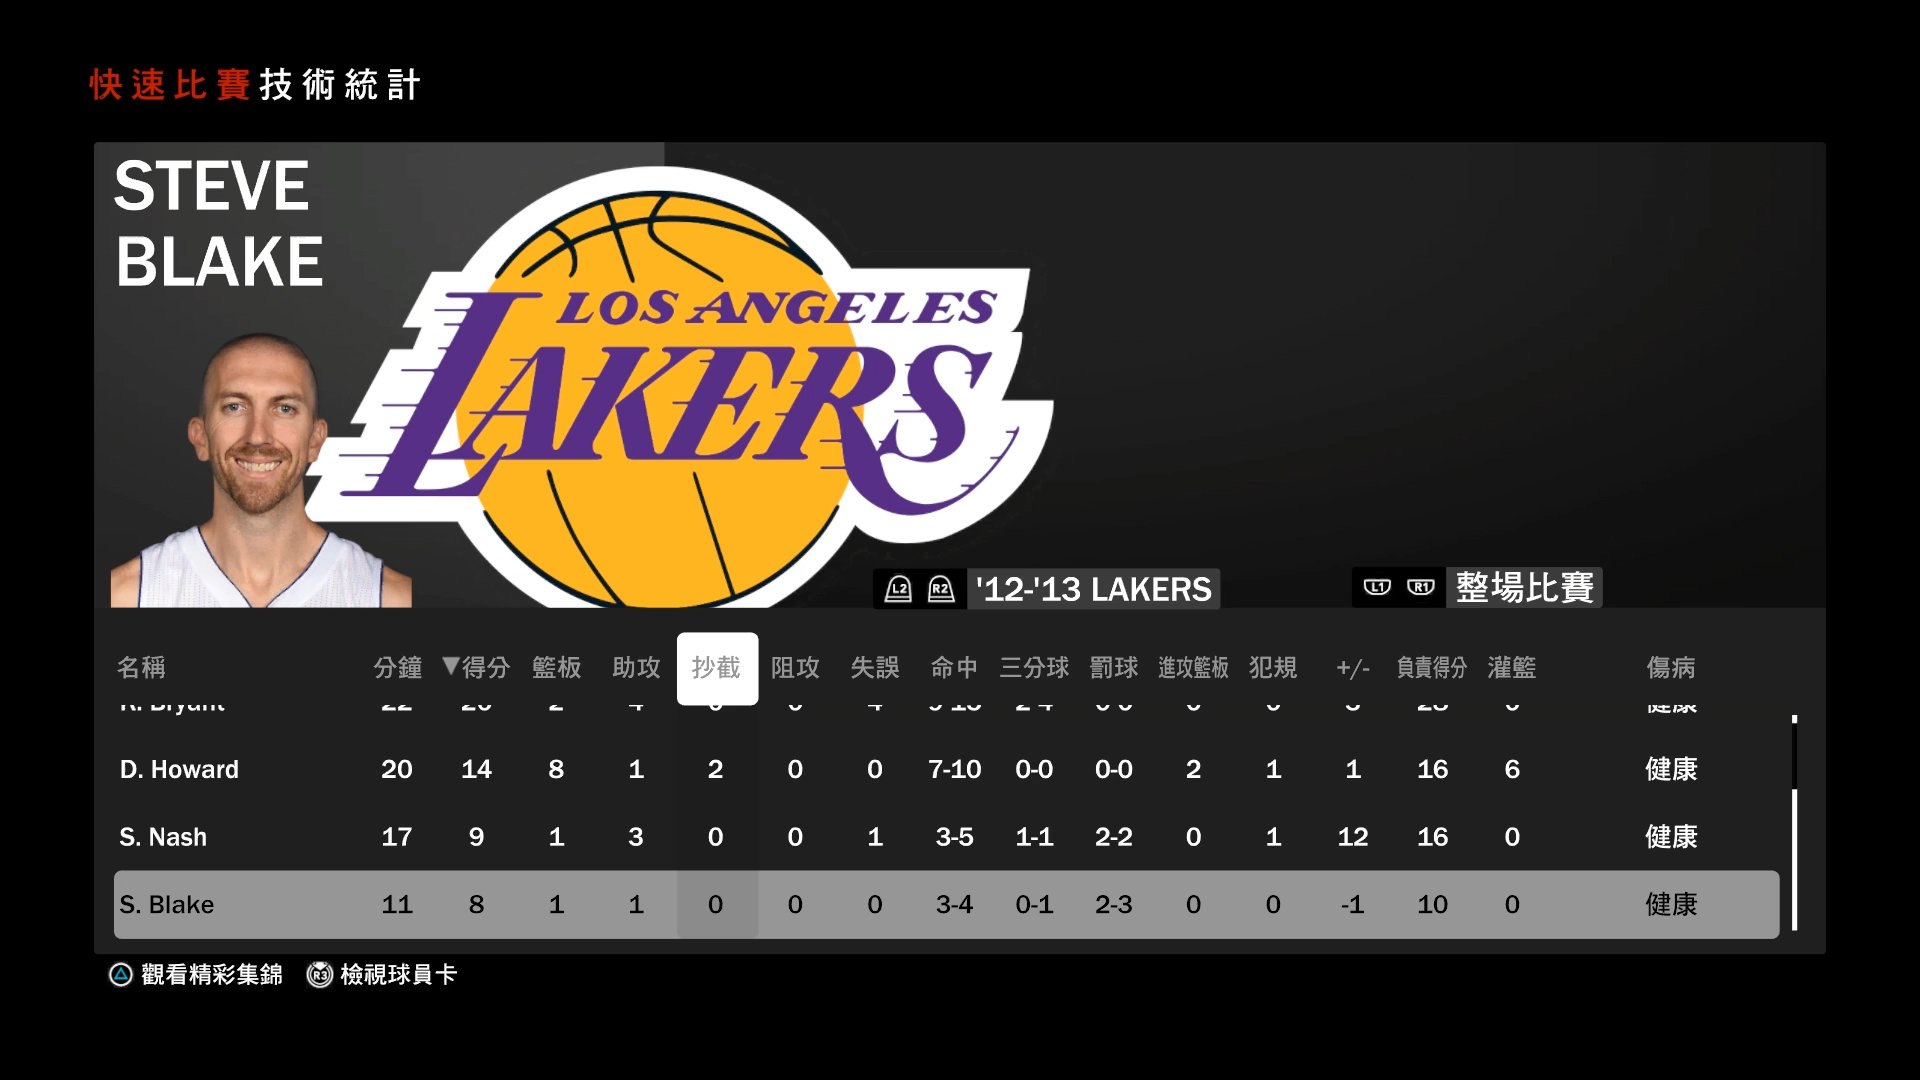 快速比賽技術統計
STEVE
BLAKE
LOS ANGELES
LAKERS
L2 R2 '12-'13 LAKERS L1 R1 整場比賽
名稱 分鐘 ▼得分 籃板 助攻 抄截 阻攻 失誤 命中 三分球 罰球 進攻籃板 犯規 +/- 負責得分 灌籃 傷病
K. Bryant
D. Howard 20 14 8 1 2 0 0 7-10 0-0 0-0 2 1 1 16 6 健康
S. Nash 17 9 1 3 0 0 1 3-5 1-1 2-2 0 1 12 16 0 健康
S. Blake 11 8 1 1 0 0 0 3-4 0-1 2-3 0 0 -1 10 0 健康
觀看精彩集錦 R3 檢視球員卡